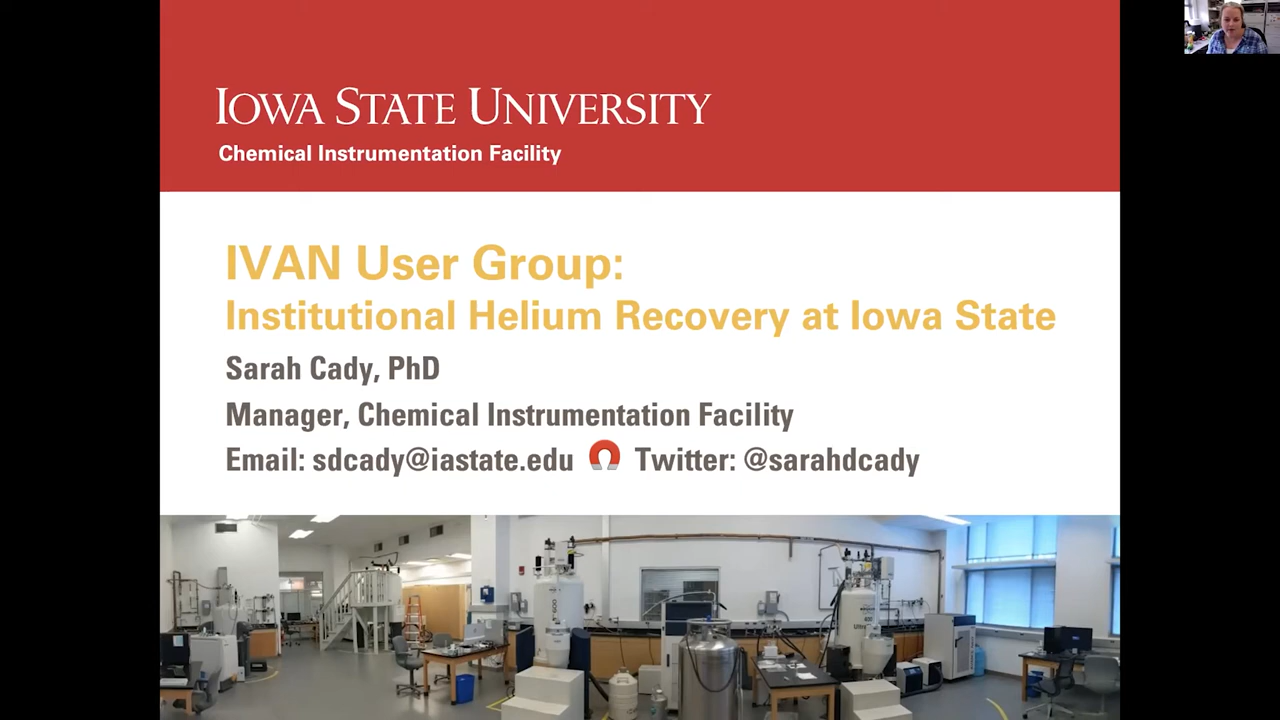 IOWA STATE UNIVERSITY
Chemical Instrumentation Facility
IVAN User Group:
Institutional Helium Recovery at Iowa State
Sarah Cady, PhD
Manager, Chemical Instrumentation Facility
Email: sdcady@iastate.edu Twitter: @sarahdcady